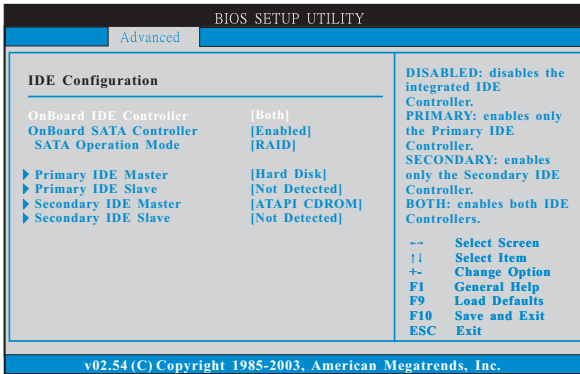 BIOS SETUP UTILITY
Advanced
IDE Configuration
OnBoard IDE Controller [Both]
OnBoard SATA Controller [Enabled]
SATA Operation Mode [RAID]
Primary IDE Master [Hard Disk]
Primary IDE Slave [Not Detected]
Secondary IDE Master [ATAPI CDROM]
Secondary IDE Slave [Not Detected]
DISABLED: disables the
integrated IDE
Controller.
PRIMARY: enables only
the Primary IDE
Controller.
SECONDARY: enables
only the Secondary IDE
Controller.
BOTH: enables both IDE
Controllers.
←→ Select Screen
↑↓ Select Item
+- Change Option
F1 General Help
F9 Load Defaults
F10 Save and Exit
ESC Exit
v02.54 (C) Copyright 1985-2003, American Megatrends, Inc.